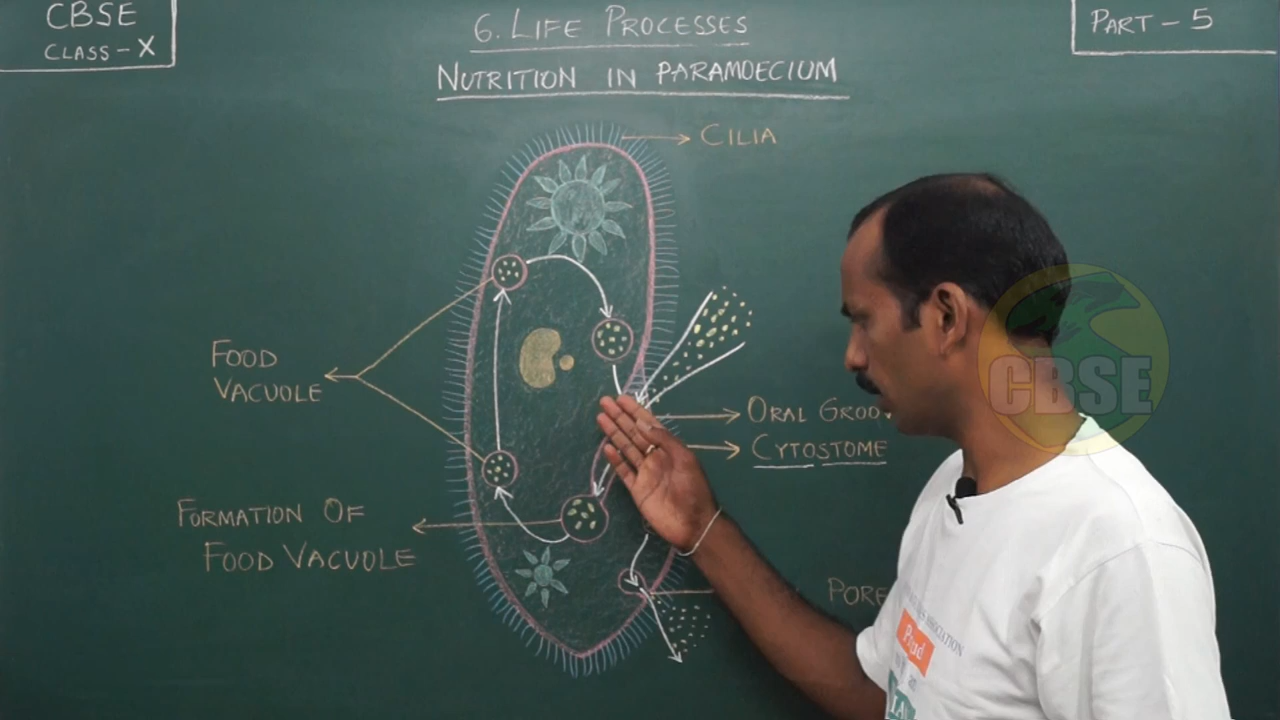 CBSE
CLASS-X
6. LIFE PROCESSES
PART-5
NUTRITION IN PARAMOECIUM
CILIA
FOOD
VACUOLE
ORAL GROOV
CYTOSTOME
FORMATION OF
FOOD VACUOLE
PORE
CBSE